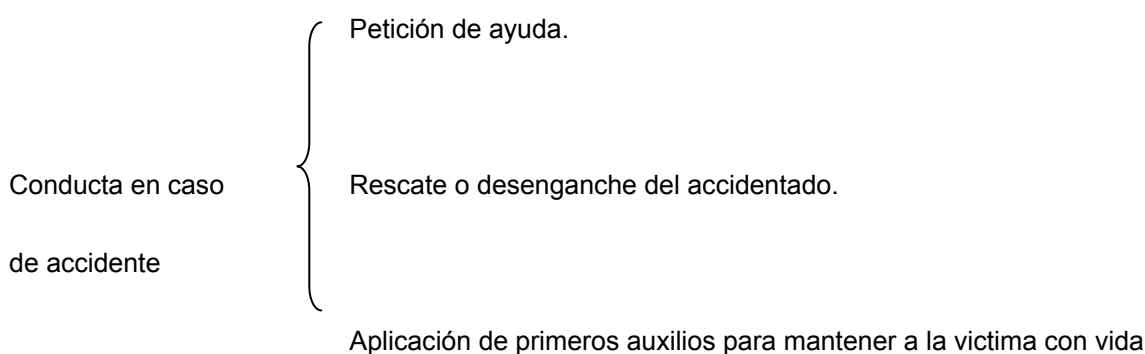 Petición de ayuda.
Conducta en caso
de accidente
Rescate o desenganche del accidentado.
Aplicación de primeros auxilios para mantener a la victima con vida